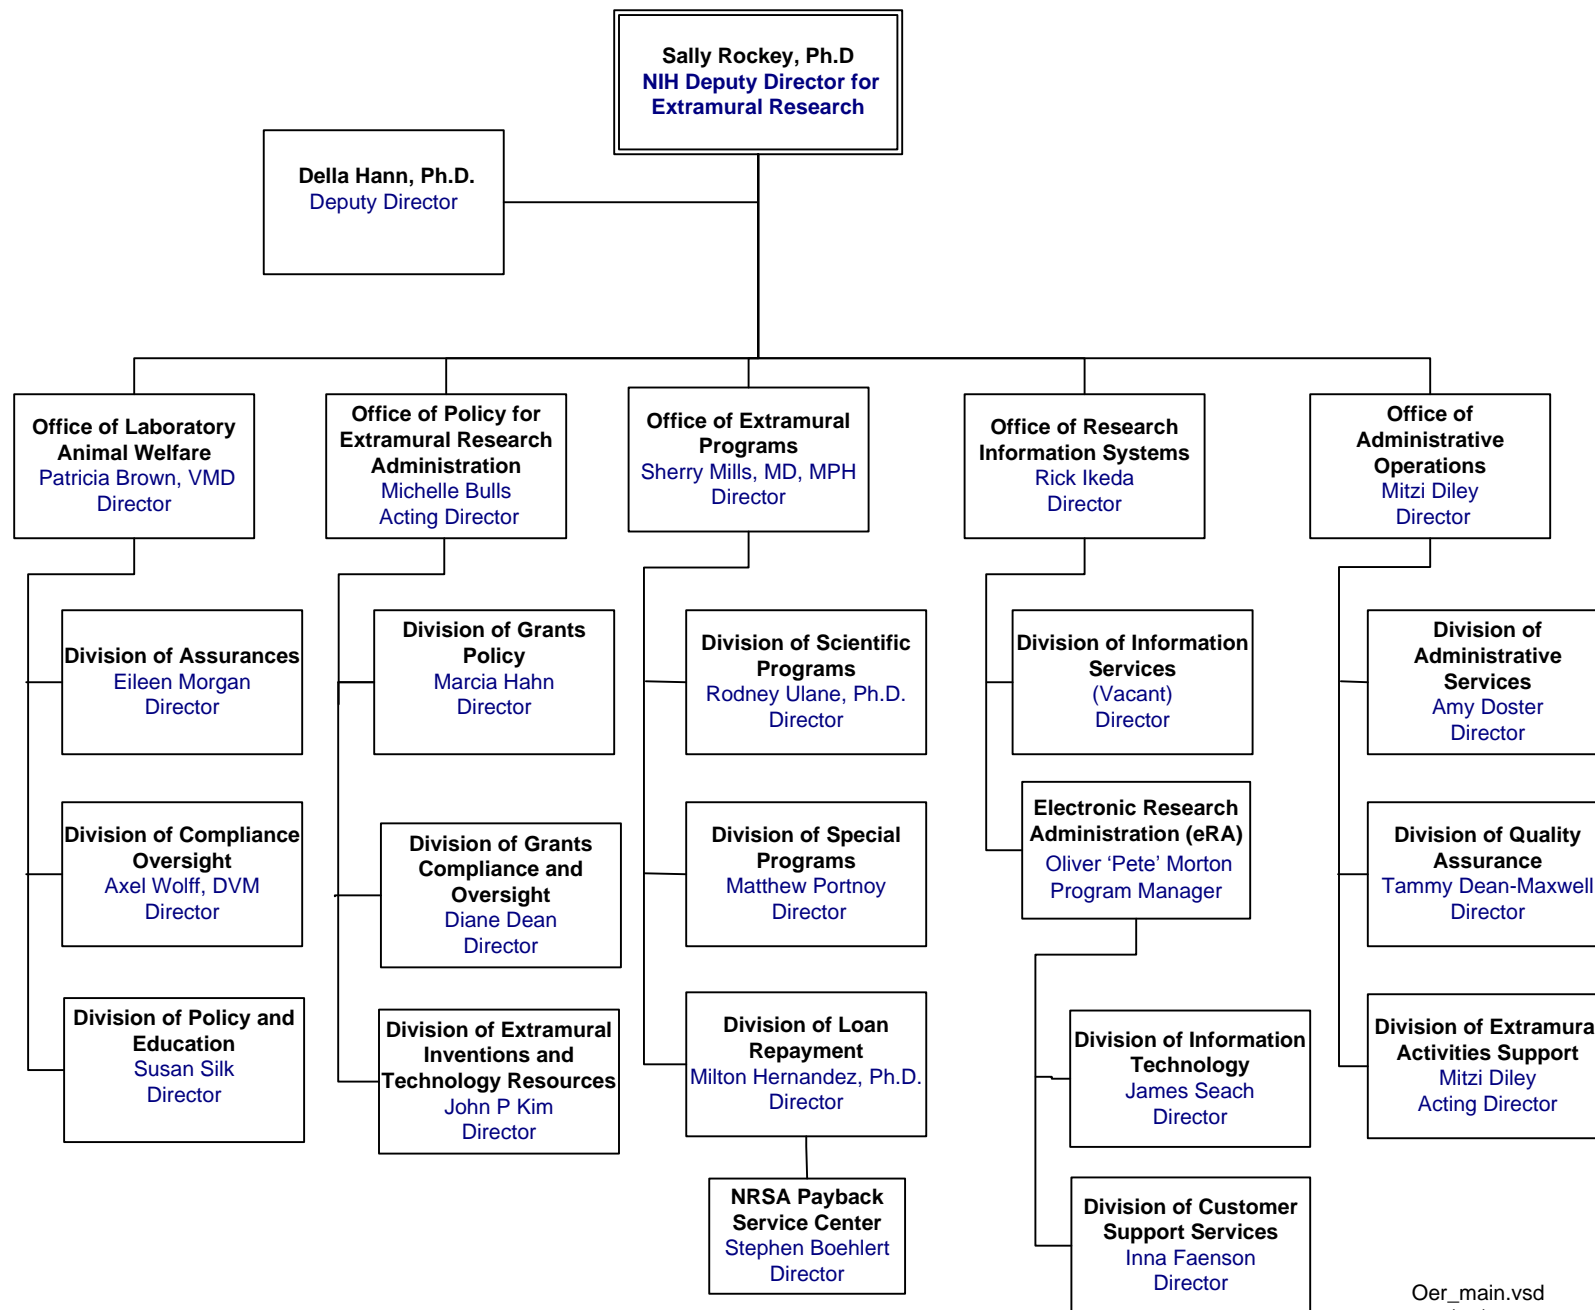 Sally Rockey, Ph.D
NIH Deputy Director for
Extramural Research
Della Hann, Ph.D.
Deputy Director
Office of Laboratory
Animal Welfare
Patricia Brown, VMD
Director
Office of Policy for
Extramural Research
Administration
Michelle Bulls
Acting Director
Office of Extramural
Programs
Sherry Mills, MD, MPH
Director
Office of Research
Information Systems
Rick Ikeda
Director
Office of
Administrative
Operations
Mitzi Diley
Director
Division of Assurances
Eileen Morgan
Director
Division of Grants
Policy
Marcia Hahn
Director
Division of Scientific
Programs
Rodney Ulane, Ph.D.
Director
Division of Information
Services
(Vacant)
Director
Division of
Administrative
Services
Amy Doster
Director
Division of Compliance
Oversight
Axel Wolff, DVM
Director
Division of Grants
Compliance and
Oversight
Diane Dean
Director
Division of Special
Programs
Matthew Portnoy
Director
Electronic Research
Administration (eRA)
Oliver ‘Pete’ Morton
Program Manager
Division of Quality
Assurance
Tammy Dean-Maxwell
Director
Division of Policy and
Education
Susan Silk
Director
Division of Extramural
Inventions and
Technology Resources
John P Kim
Director
Division of Loan
Repayment
Milton Hernandez, Ph.D.
Director
Division of Information
Technology
James Seach
Director
Division of Extramura
Activities Support
Mitzi Diley
Acting Director
NRSA Payback
Service Center
Stephen Boehlert
Director
Division of Customer
Support Services
Inna Faenson
Director
Oer_main.vsd